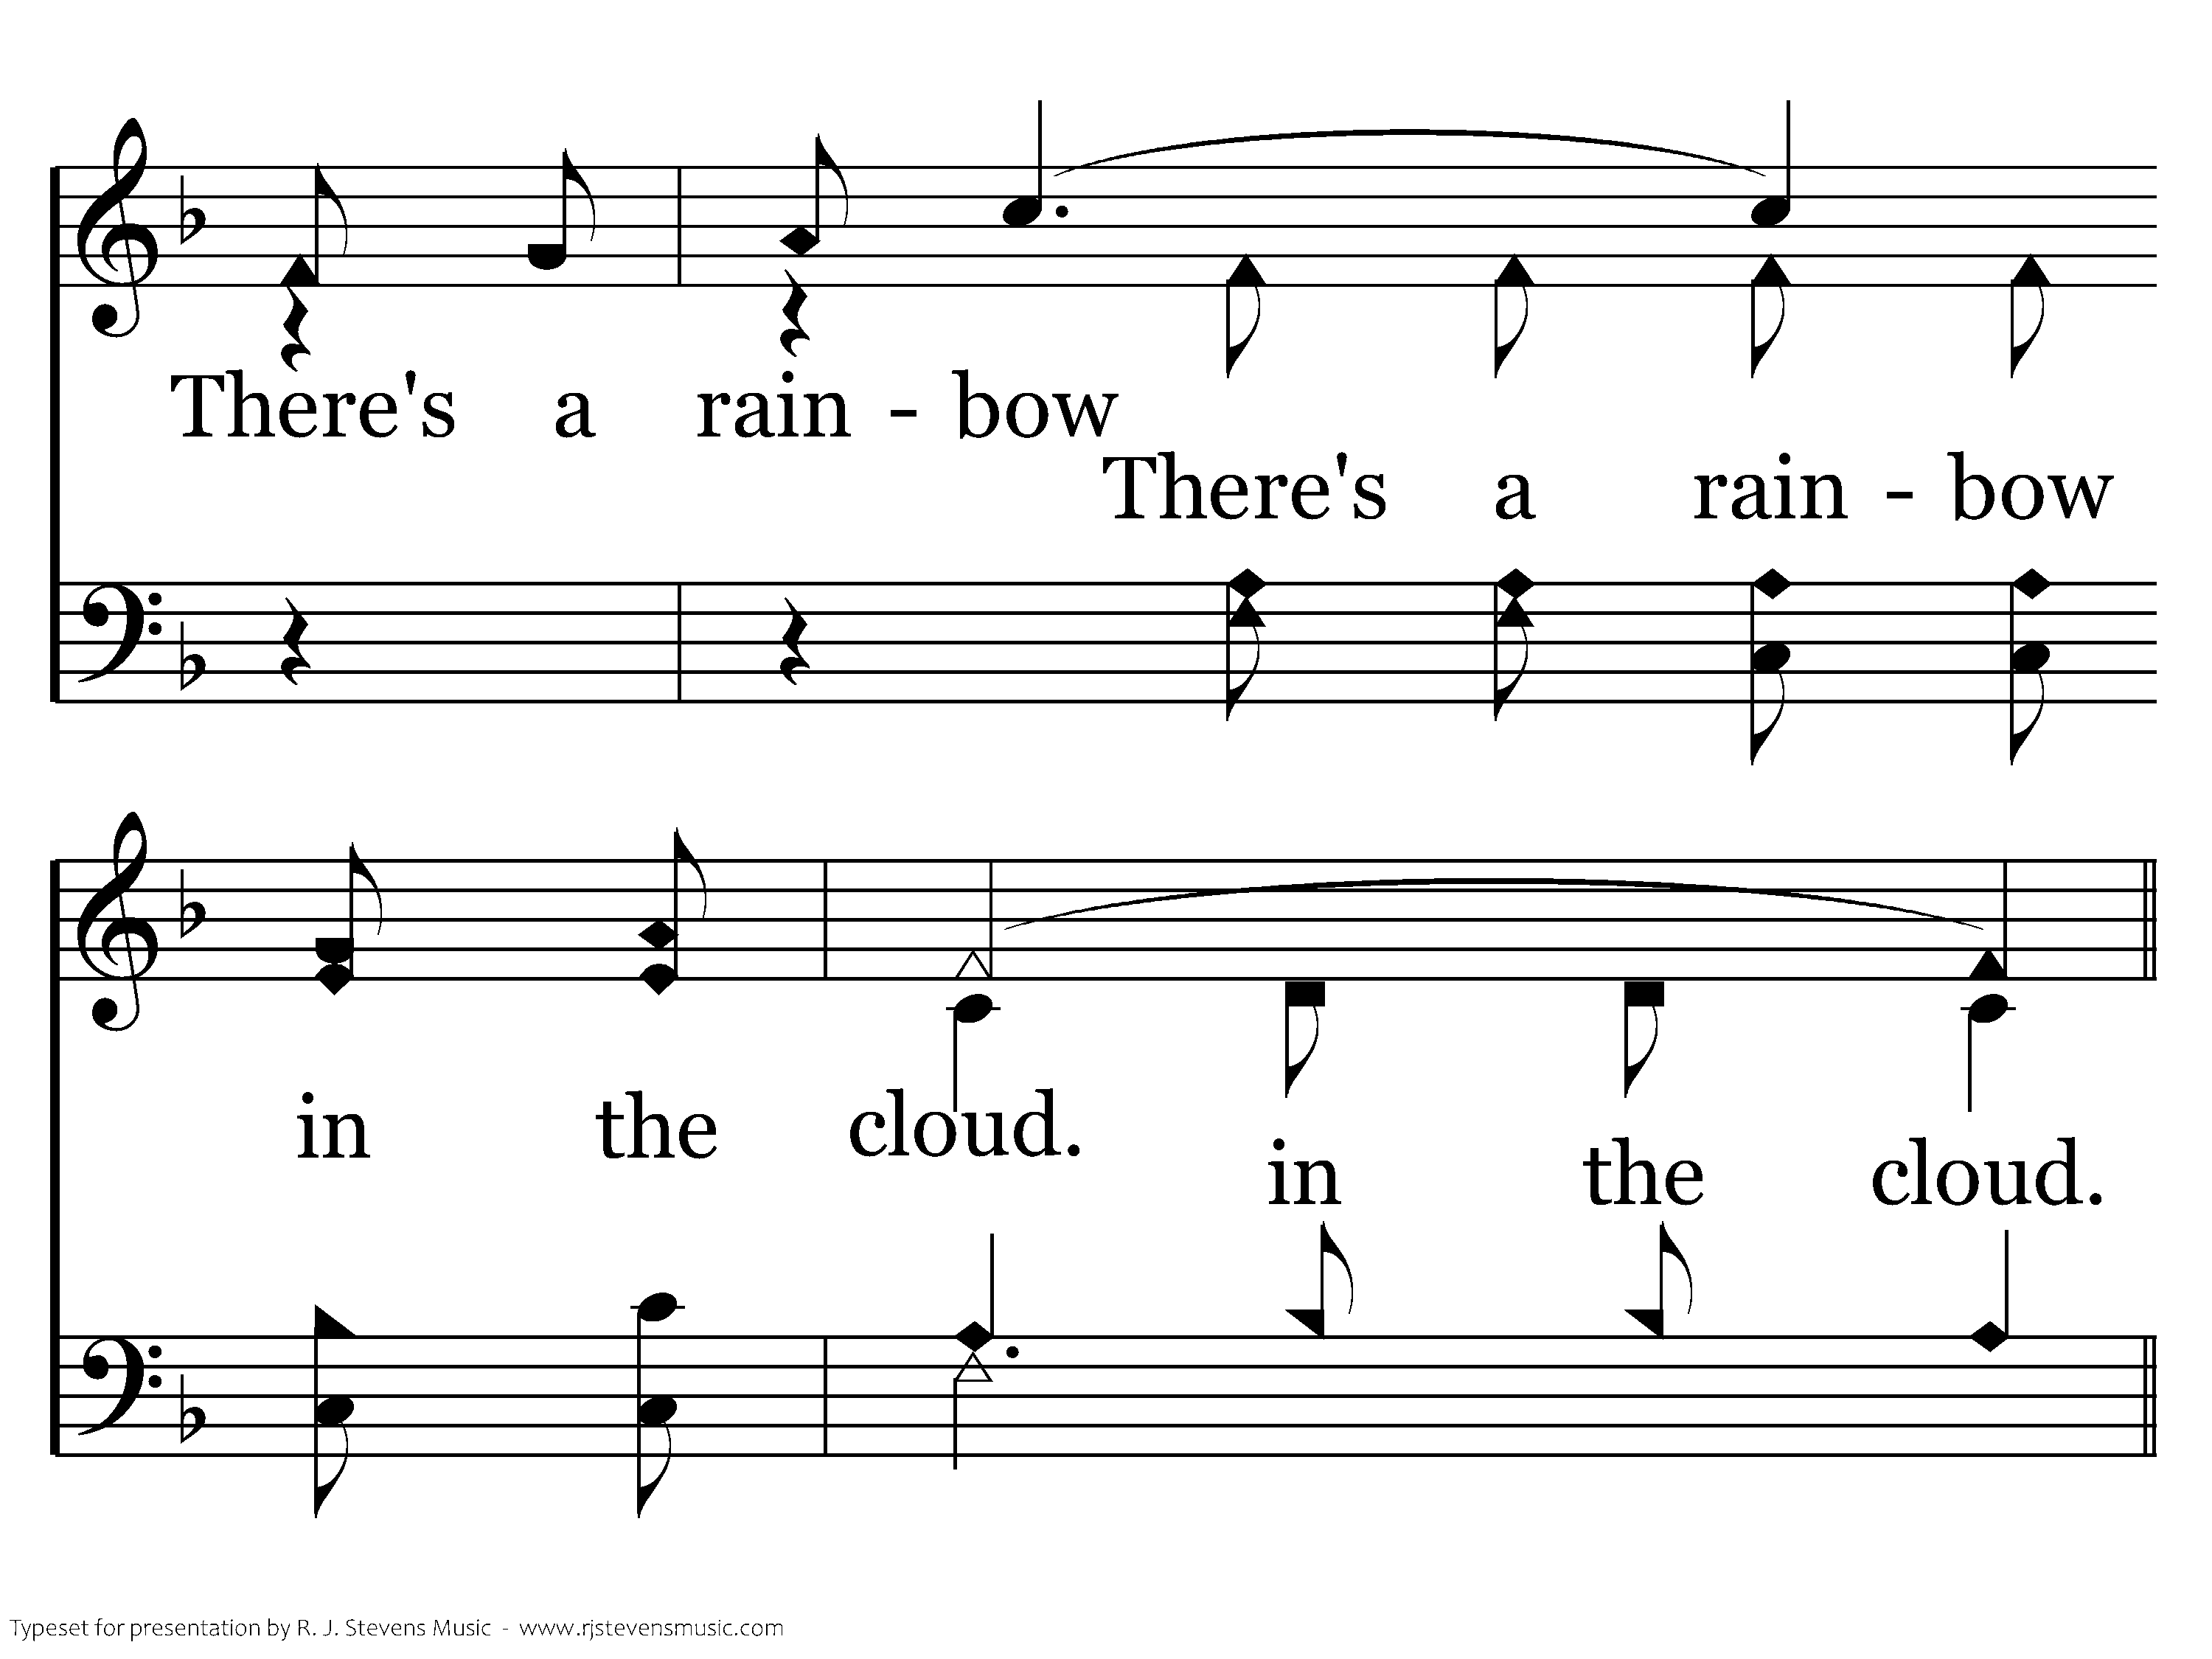 There's a rain - bow
There's a rain - bow
in the cloud.
in the cloud.
Typeset for presentation by R. J. Stevens Music - www.rjstevensmusic.com